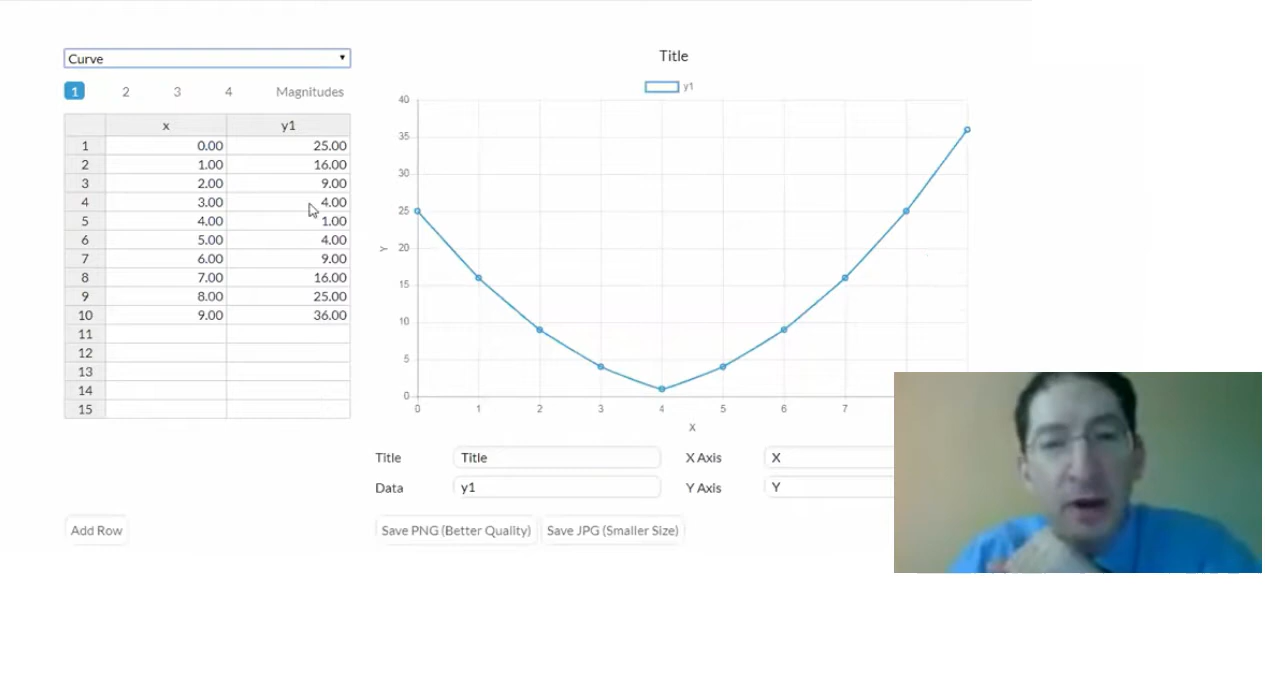 Curve
1 2 3 4 Magnitudes
x y1
1 0.00 25.00
2 1.00 16.00
3 2.00 9.00
4 3.00 4.00
5 4.00 1.00
6 5.00 4.00
7 6.00 9.00
8 7.00 16.00
9 8.00 25.00
10 9.00 36.00
11
12
13
14
15
Add Row
Title
y1
40
35
30
25
20
15
10
5
0
Y
0 1 2 3 4 5 6 7
X
Title Title X Axis X
Data y1 Y Axis Y
Save PNG (Better Quality) Save JPG (Smaller Size)